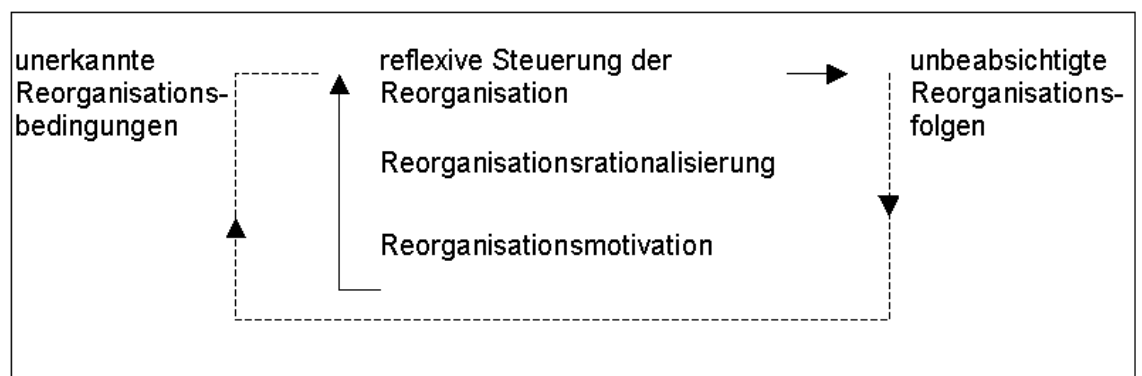 unerkannte
Reorganisations-
bedingungen
reflexive Steuerung der
Reorganisation
Reorganisationsrationalisierung
Reorganisationsmotivation
unbeabsichtigte
Reorganisations-
folgen